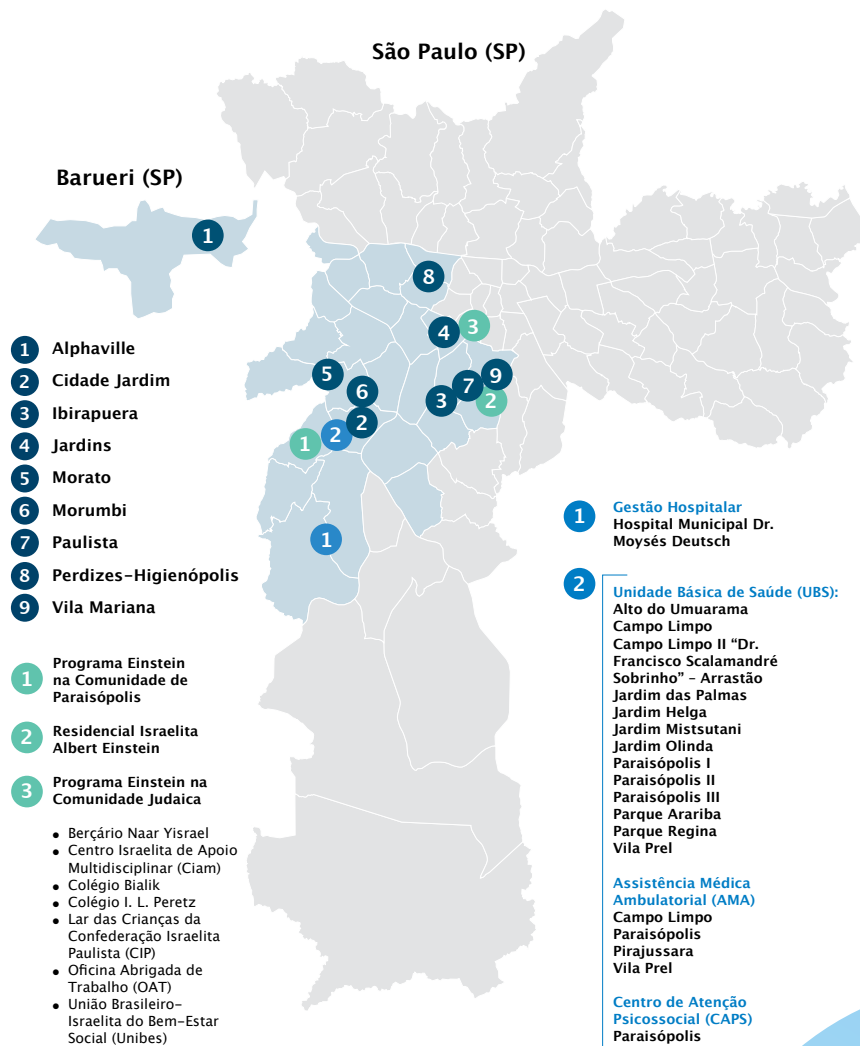 São Paulo (SP)
Barueri (SP)
1
8
4
3
5
6
7
9
3
2
2
2
1
1
1 Alphaville
2 Cidade Jardim
3 Ibirapuera
4 Jardins
5 Morato
6 Morumbi
7 Paulista
8 Perdizes-Higienópolis
9 Vila Mariana
1 Programa Einstein
na Comunidade de
Paraisópolis
2 Residencial Israelita
Albert Einstein
3 Programa Einstein na
Comunidade Judaica
• Berçário Naar Yisrael
• Centro Israelita de Apoio
Multidisciplinar (Ciam)
• Colégio Bialik
• Colégio I. L. Peretz
• Lar das Crianças da
Confederação Israelita
Paulista (CIP)
• Oficina Abrigada de
Trabalho (OAT)
• União Brasileiro-
Israelita do Bem-Estar
Social (Unibes)
1 Gestão Hospitalar
Hospital Municipal Dr.
Moysés Deutsch
2
Unidade Básica de Saúde (UBS):
Alto do Umuarama
Campo Limpo
Campo Limpo II “Dr.
Francisco Scalamandré
Sobrinho” – Arrastão
Jardim das Palmas
Jardim Helga
Jardim Mistsutani
Jardim Olinda
Paraisópolis I
Paraisópolis II
Paraisópolis III
Parque Arariba
Parque Regina
Vila Prel
Assistência Médica
Ambulatorial (AMA)
Campo Limpo
Paraisópolis
Pirajussara
Vila Prel
Centro de Atenção
Psicossocial (CAPS)
Paraisópolis